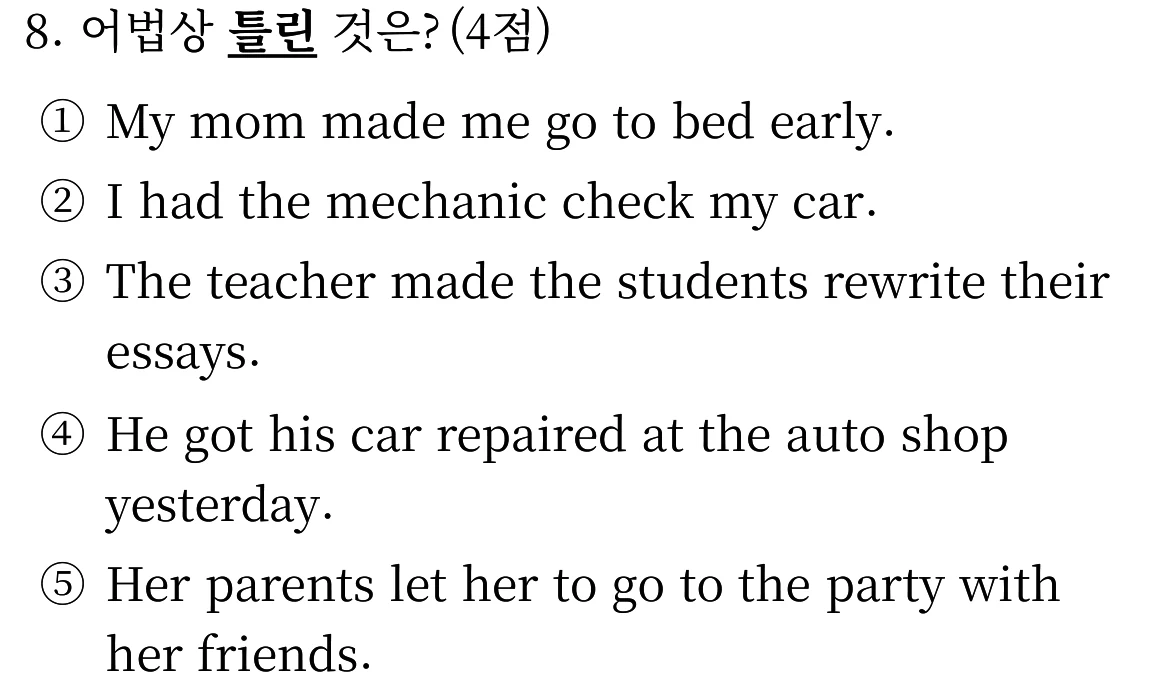 8. 어법상 틀린 것은? (4점)
① My mom made me go to bed early.
② I had the mechanic check my car.
③ The teacher made the students rewrite their
essays.
④ He got his car repaired at the auto shop
yesterday.
⑤ Her parents let her to go to the party with
her friends.